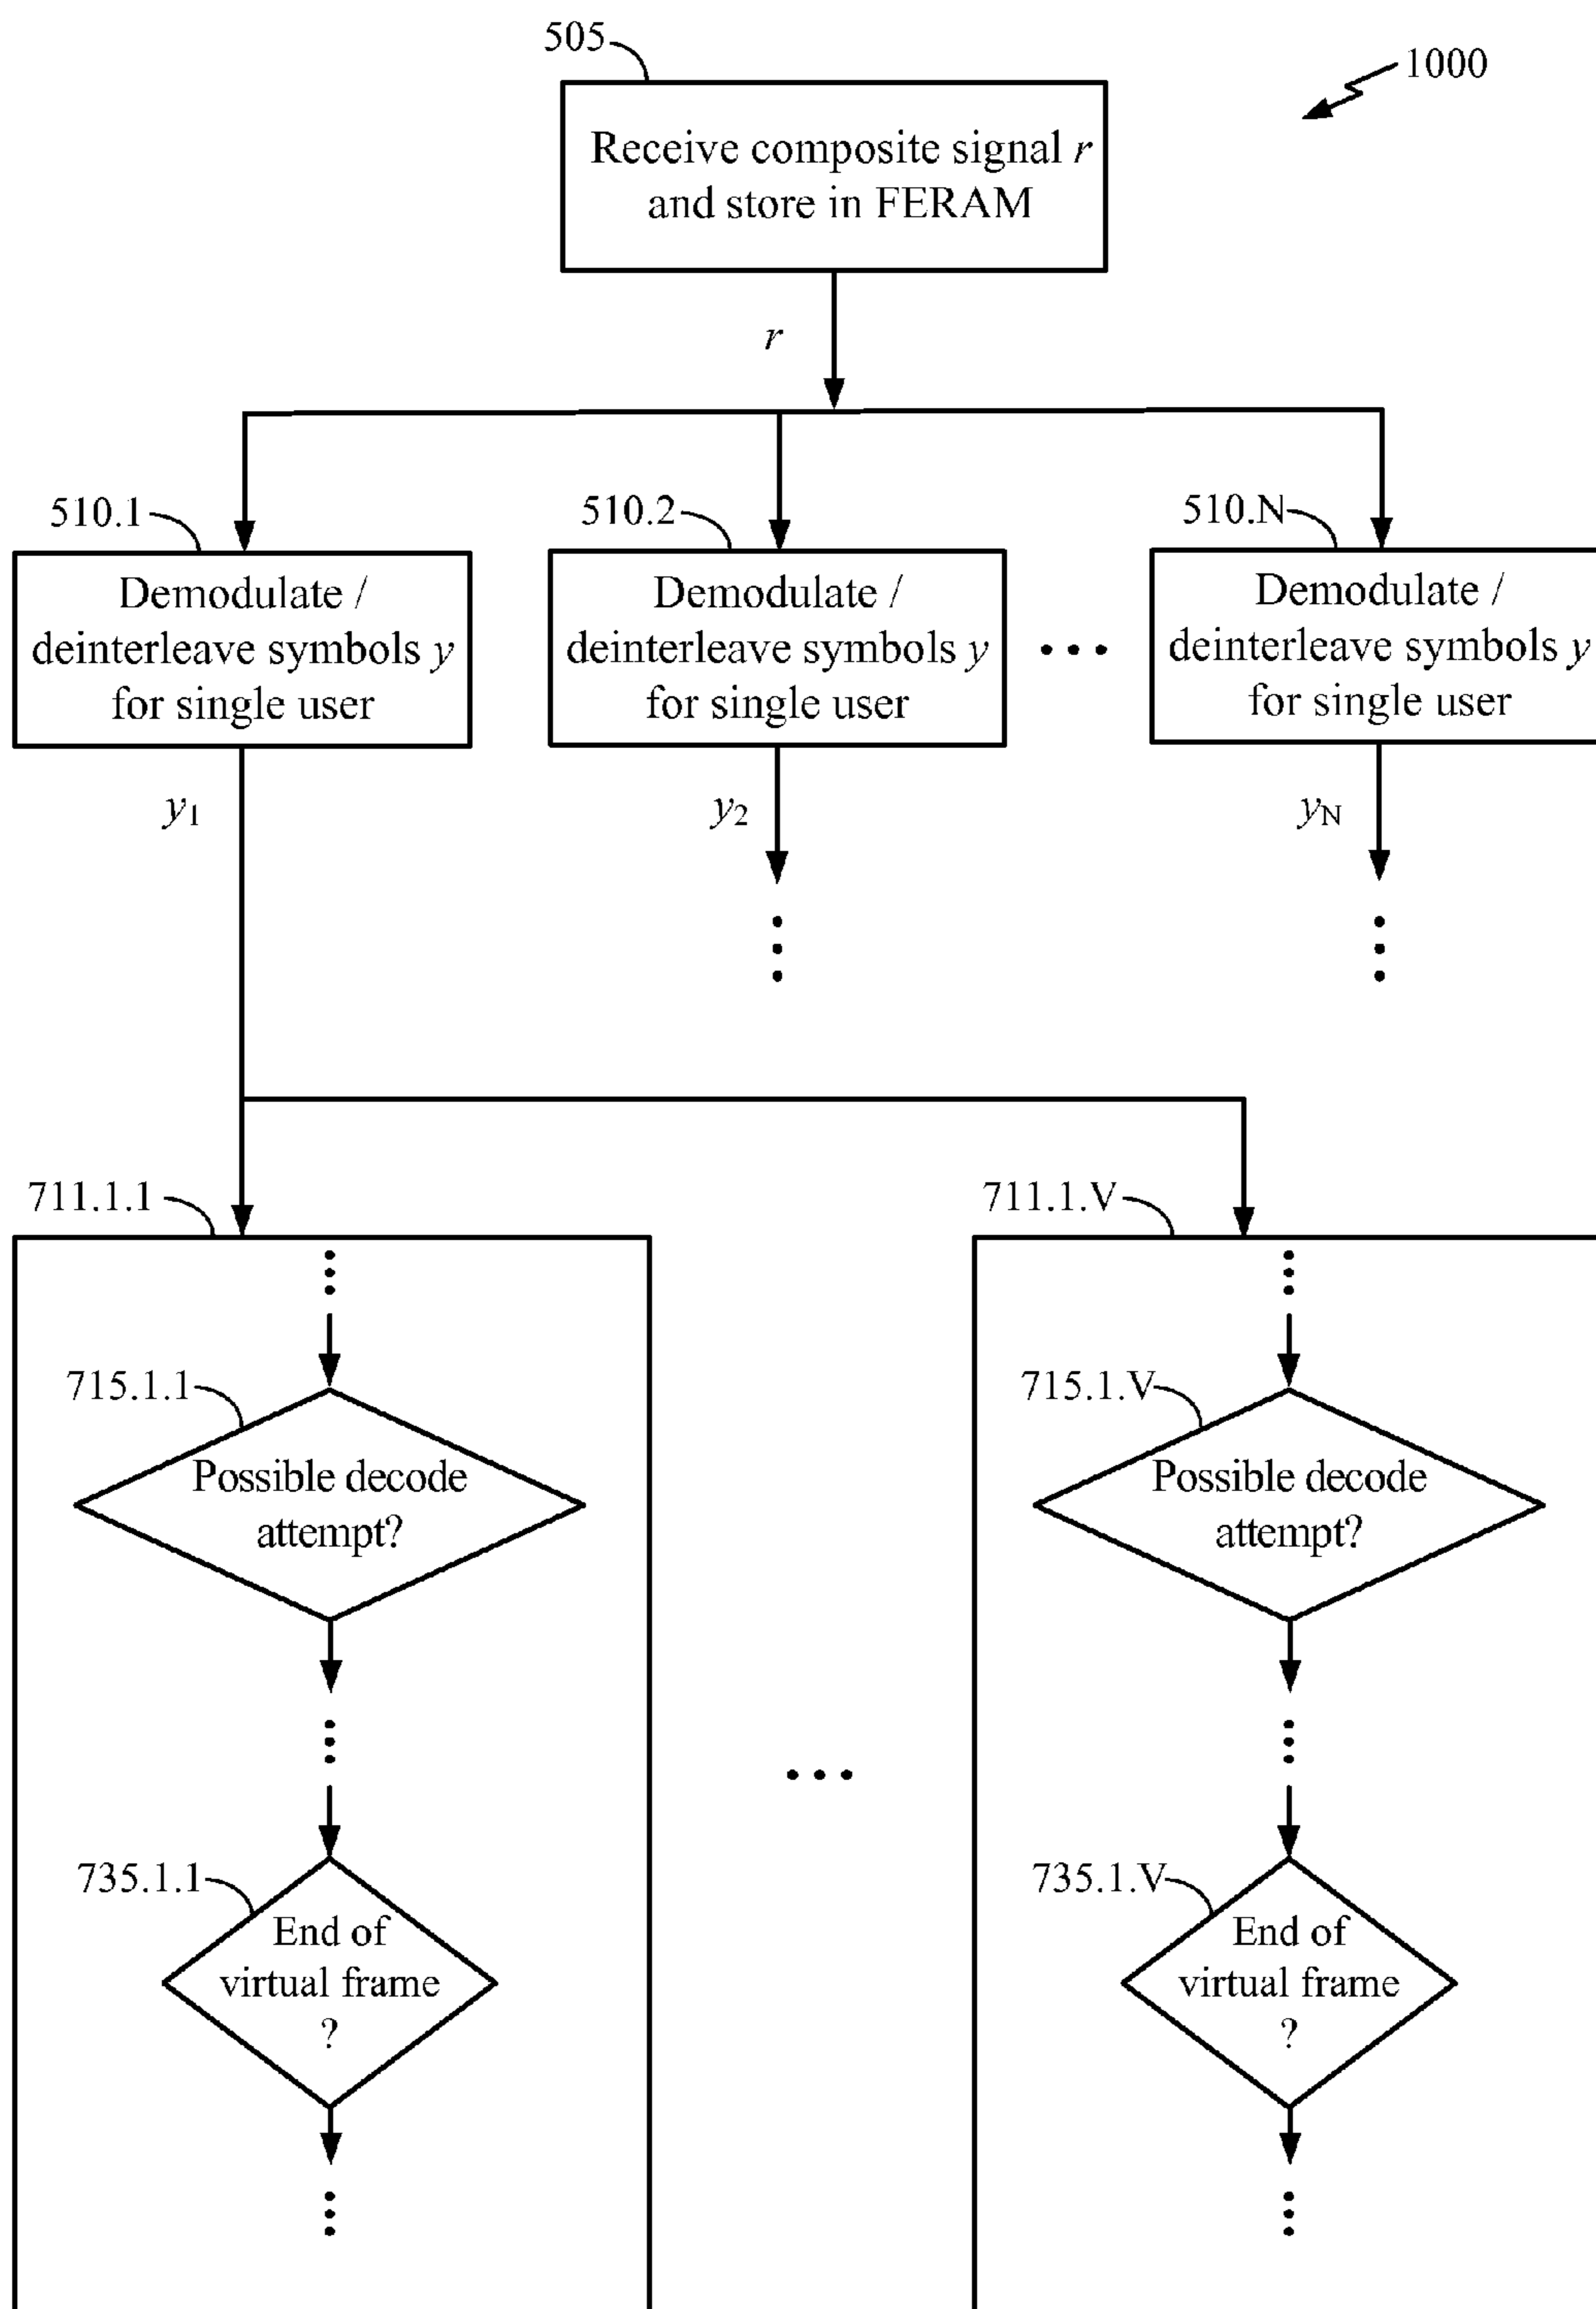 505
1000
Receive composite signal r
and store in FERAM
r
510.1
510.2
510.N
Demodulate /
deinterleave symbols y
for single user
Demodulate /
deinterleave symbols y
for single user
Demodulate /
deinterleave symbols y
for single user
y1
y2
yN
711.1.1
711.1.V
715.1.1
715.1.V
Possible decode
attempt?
Possible decode
attempt?
735.1.1
735.1.V
End of
virtual frame
?
End of
virtual frame
?